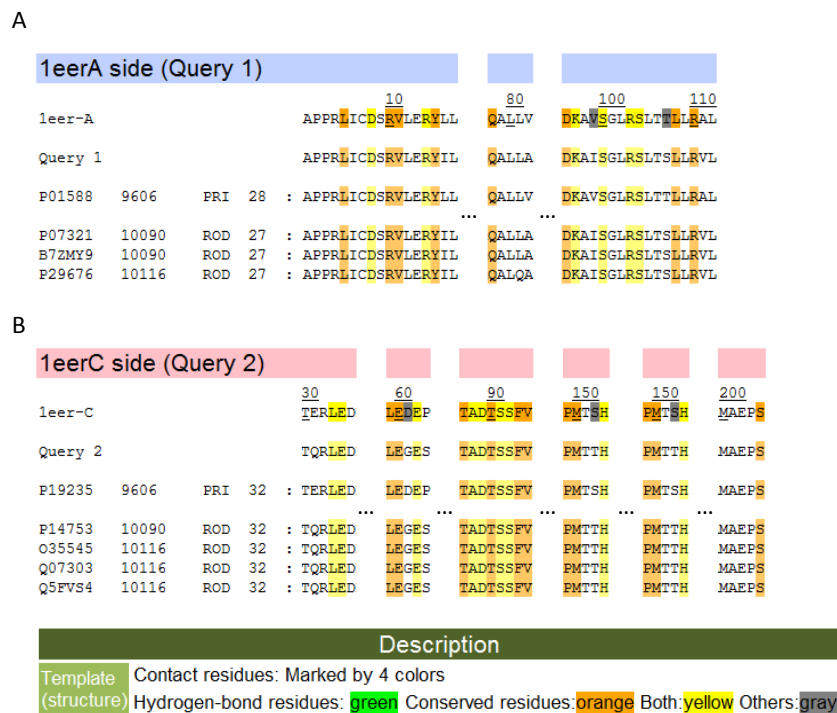 A
1eerA side (Query 1)
10 80 100 110
1eer-A APPRLICDSRVLERYLL QALLV DKAVSGLRSLTTLLRAL
Query 1 APPRLICDSRVLERYIL QALLA DKAISGLRSLTSLLRVL
P01588 9606 PRI 28 : APPRLICDSRVLERYLL QALLV DKAVSGLRSLTTLLRAL
... ...
P07321 10090 ROD 27 : APPRLICDSRVLERYIL QALLA DKAISGLRSLTSLLRVL
B7ZMY9 10090 ROD 27 : APPRLICDSRVLERYIL QALLA DKAISGLRSLTSLLRVL
P29676 10116 ROD 27 : APPRLICDSRVLERYIL QALQA DKAISGLRSLTSLLRVL
B
1eerC side (Query 2)
30 60 90 150 150 200
1eer-C TERLED LEDEP TADTSSFV PMTSH PMTSH MAEPS
Query 2 TQRLED LEGES TADTSSFV PMTTH PMTTH MAEPS
P19235 9606 PRI 32 : TERLED LEDEP TADTSSFV PMTSH PMTSH MAEPS
... ... ... ... ...
P14753 10090 ROD 32 : TQRLED LEGES TADTSSFV PMTTH PMTTH MAEPS
O35545 10116 ROD 32 : TQRLED LEGES TADTSSFV PMTTH PMTTH MAEPS
Q07303 10116 ROD 32 : TQRLED LEGES TADTSSFV PMTTH PMTTH MAEPS
Q5FVS4 10116 ROD 32 : TQRLED LEGES TADTSSFV PMTTH PMTTH MAEPS
Description
Template (structure)
Contact residues: Marked by 4 colors
Hydrogen-bond residues: green Conserved residues:orange Both:yellow Others:gray